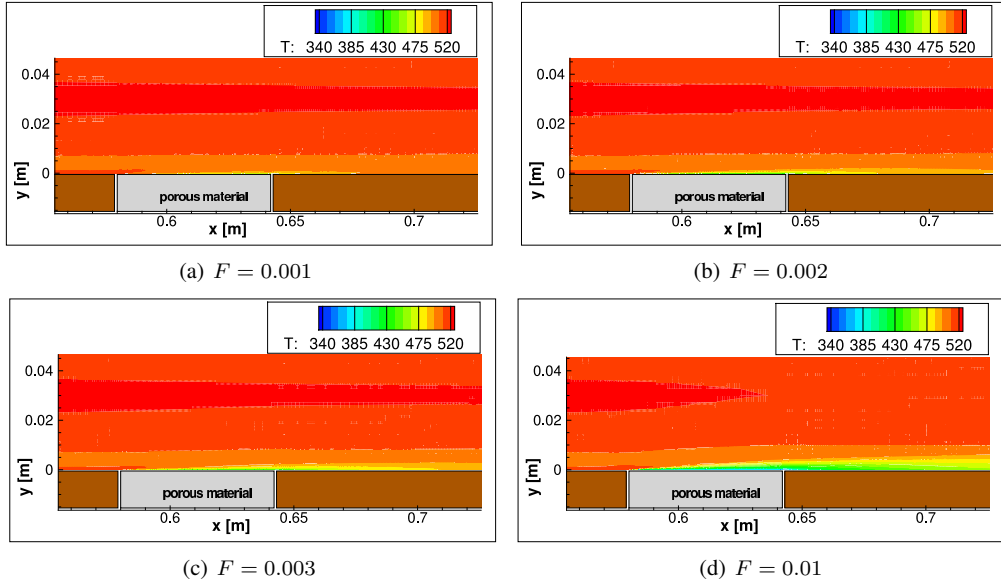 T: 340 385 430 475 520
0.04
0.02
0
y [m]
porous material
0.6 0.65 0.7
x [m]
(a) F = 0.001
T: 340 385 430 475 520
0.04
0.02
0
y [m]
porous material
0.6 0.65 0.7
x [m]
(b) F = 0.002
T: 340 385 430 475 520
0.04
0.02
0
y [m]
porous material
0.6 0.65 0.7
x [m]
(c) F = 0.003
T: 340 385 430 475 520
0.04
0.02
0
y [m]
porous material
0.6 0.65 0.7
x [m]
(d) F = 0.01